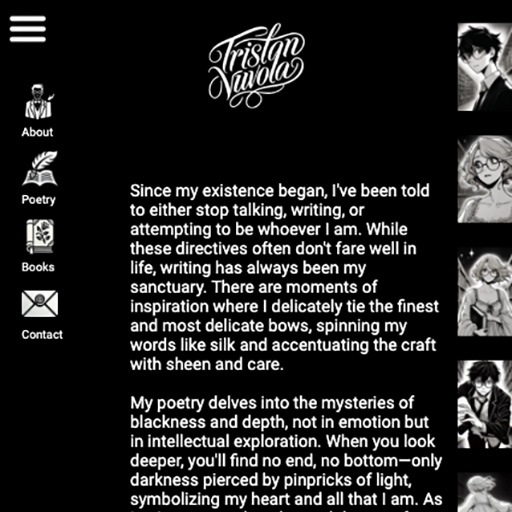 Tristan
Nuvola
About
Poetry
Books
Contact
Since my existence began, I've been told
to either stop talking, writing, or
attempting to be whoever I am. While
these directives often don't fare well in
life, writing has always been my
sanctuary. There are moments of
inspiration where I delicately tie the finest
and most delicate bows, spinning my
words like silk and accentuating the craft
with sheen and care.
My poetry delves into the mysteries of
blackness and depth, not in emotion but
in intellectual exploration. When you look
deeper, you'll find no end, no bottom—only
darkness pierced by pinpricks of light,
symbolizing my heart and all that I am. As